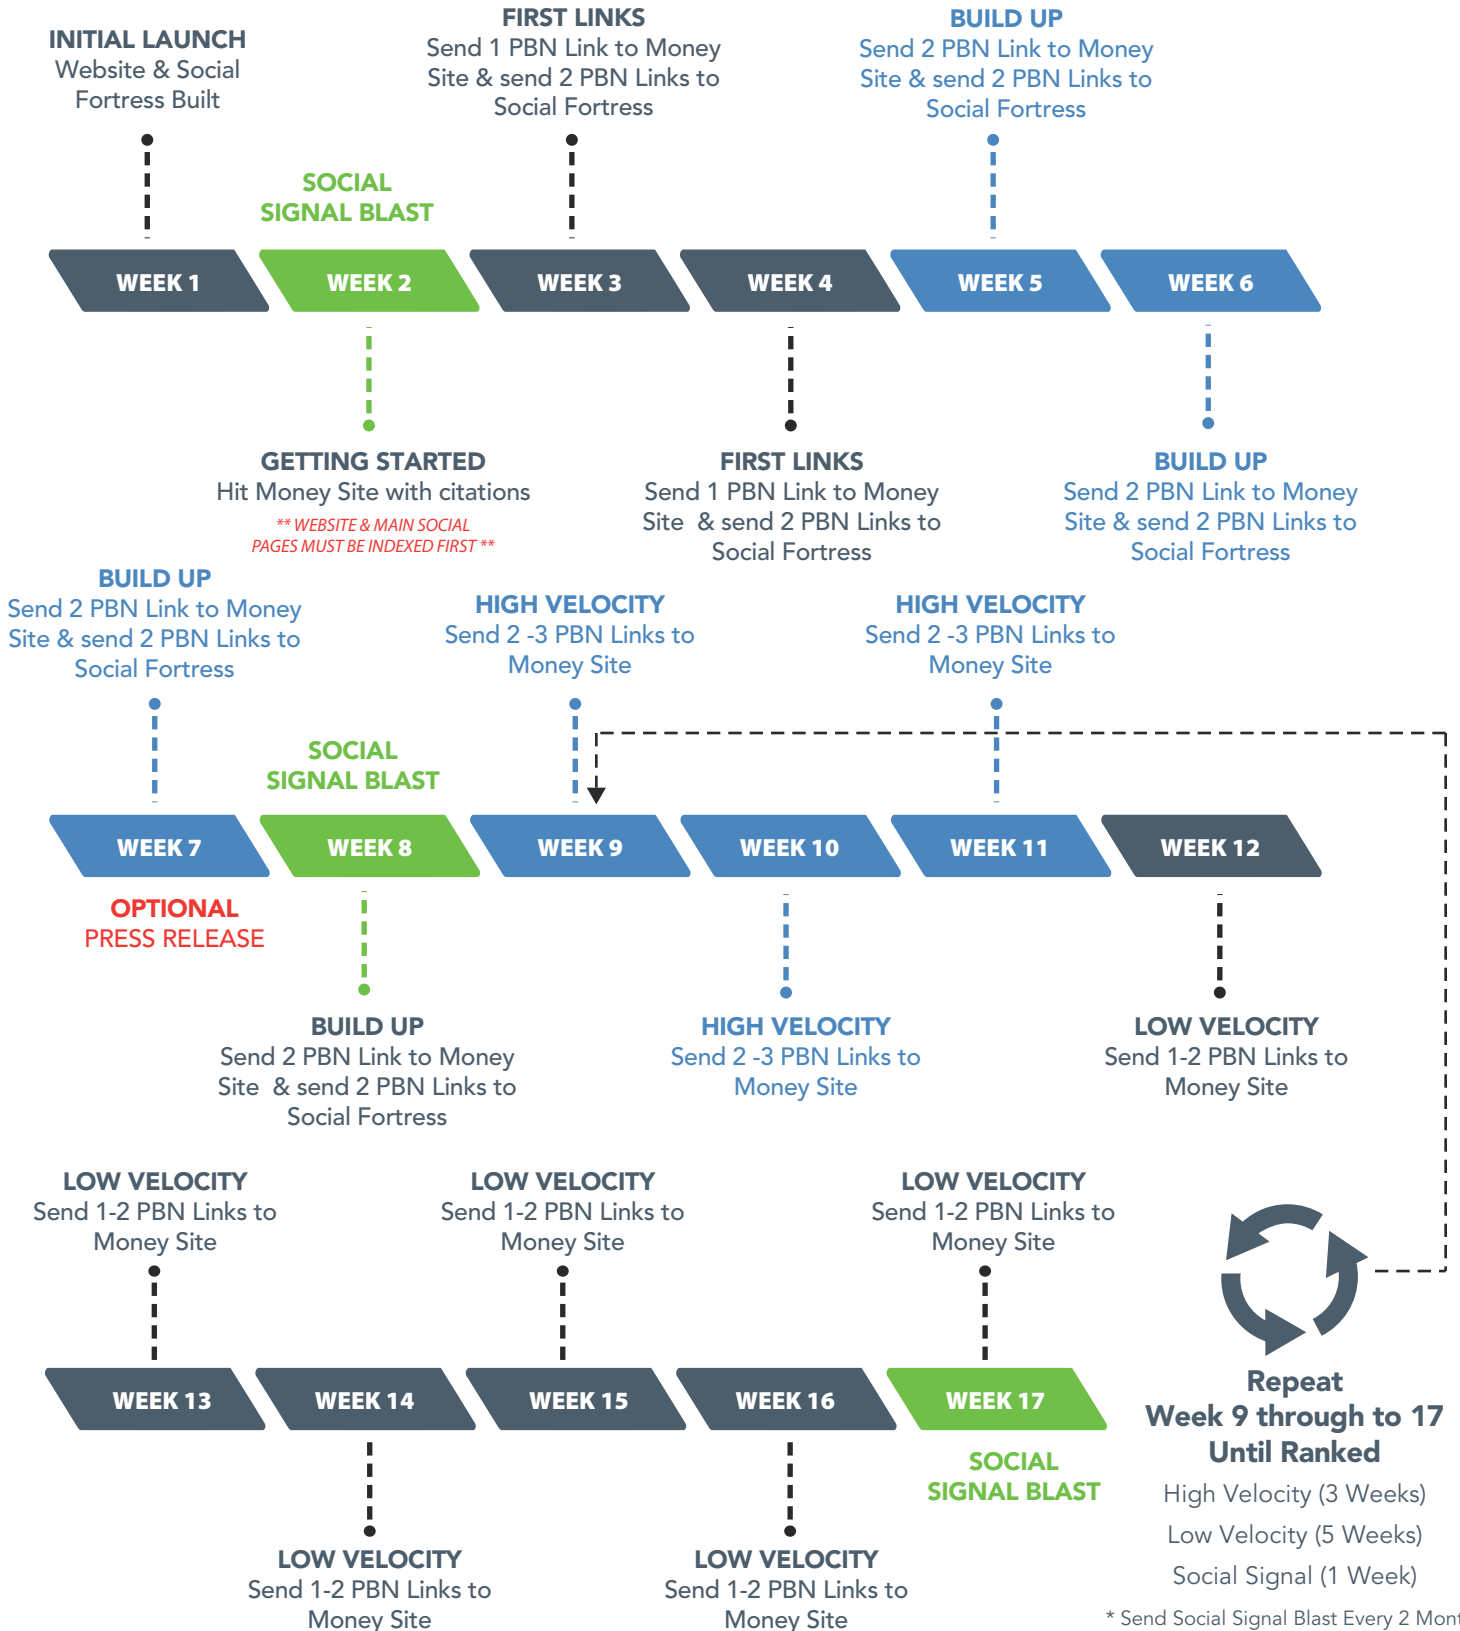 INITIAL LAUNCH
Website & Social
Fortress Built
FIRST LINKS
Send 1 PBN Link to Money
Site & send 2 PBN Links to
Social Fortress
BUILD UP
Send 2 PBN Link to Money
Site & send 2 PBN Links to
Social Fortress
SOCIAL
SIGNAL BLAST
WEEK 1
WEEK 2
WEEK 3
WEEK 4
WEEK 5
WEEK 6
GETTING STARTED
Hit Money Site with citations
** WEBSITE & MAIN SOCIAL
PAGES MUST BE INDEXED FIRST **
FIRST LINKS
Send 1 PBN Link to Money
Site & send 2 PBN Links to
Social Fortress
BUILD UP
Send 2 PBN Link to Money
Site & send 2 PBN Links to
Social Fortress
BUILD UP
Send 2 PBN Link to Money
Site & send 2 PBN Links to
Social Fortress
HIGH VELOCITY
Send 2 -3 PBN Links to
Money Site
HIGH VELOCITY
Send 2 -3 PBN Links to
Money Site
SOCIAL
SIGNAL BLAST
WEEK 7
WEEK 8
WEEK 9
WEEK 10
WEEK 11
WEEK 12
OPTIONAL
PRESS RELEASE
BUILD UP
Send 2 PBN Link to Money
Site & send 2 PBN Links to
Social Fortress
HIGH VELOCITY
Send 2 -3 PBN Links to
Money Site
LOW VELOCITY
Send 1-2 PBN Links to
Money Site
LOW VELOCITY
Send 1-2 PBN Links to
Money Site
LOW VELOCITY
Send 1-2 PBN Links to
Money Site
LOW VELOCITY
Send 1-2 PBN Links to
Money Site
WEEK 13
WEEK 14
WEEK 15
WEEK 16
WEEK 17
SOCIAL
SIGNAL BLAST
LOW VELOCITY
Send 1-2 PBN Links to
Money Site
LOW VELOCITY
Send 1-2 PBN Links to
Money Site
Repeat
Week 9 through to 17
Until Ranked
High Velocity (3 Weeks)
Low Velocity (5 Weeks)
Social Signal (1 Week)
* Send Social Signal Blast Every 2